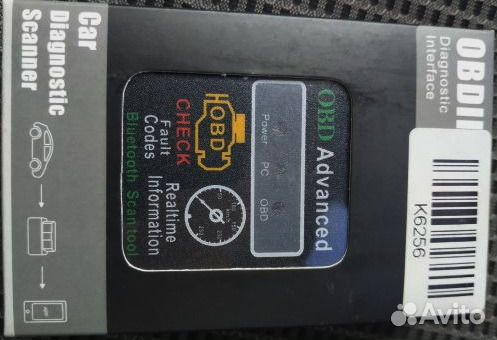 OBDII
Diagnostic
Interface
K6256
OBD Advanced
Power PC OBD
HOBD
CHECK
Fault
Codes
Realtime
Information
Bluetooth Scantool
Car
Diagnostic
Scanner
Avito